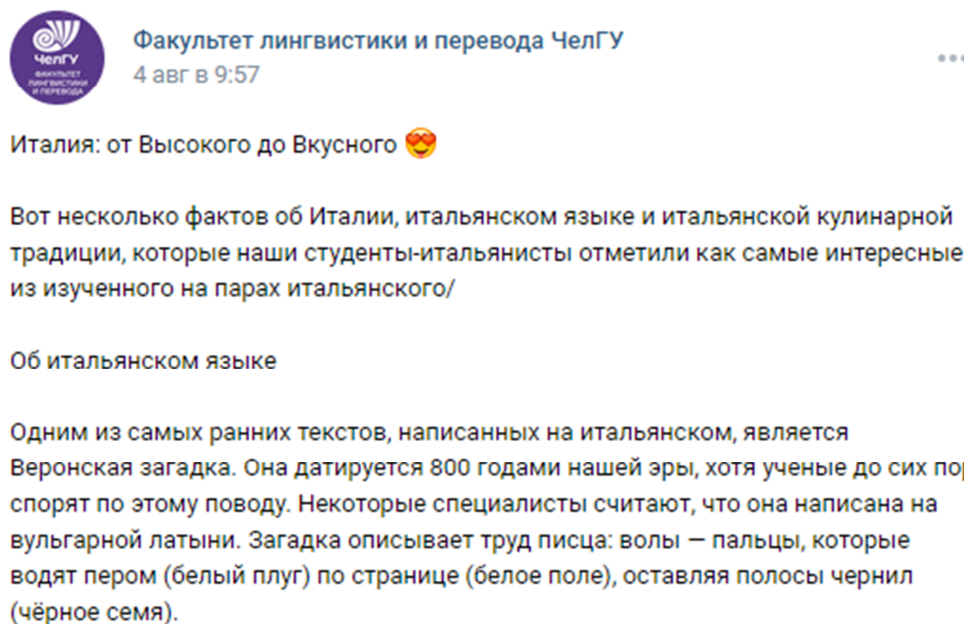 ЧелГУ
ФАКУЛЬТЕТ
ЛИНГВИСТИКИ
И ПЕРЕВОДА
Факультет лингвистики и перевода ЧелГУ
4 авг в 9:57
Италия: от Высокого до Вкусного 😍
Вот несколько фактов об Италии, итальянском языке и итальянской кулинарной
традиции, которые наши студенты-итальянисты отметили как самые интересные
из изученного на парах итальянского/
Об итальянском языке
Одним из самых ранних текстов, написанных на итальянском, является
Веронская загадка. Она датируется 800 годами нашей эры, хотя ученые до сих пор
спорят по этому поводу. Некоторые специалисты считают, что она написана на
вульгарной латыни. Загадка описывает труд писца: волы — пальцы, которые
водят пером (белый плуг) по странице (белое поле), оставляя полосы чернил
(чёрное семя).